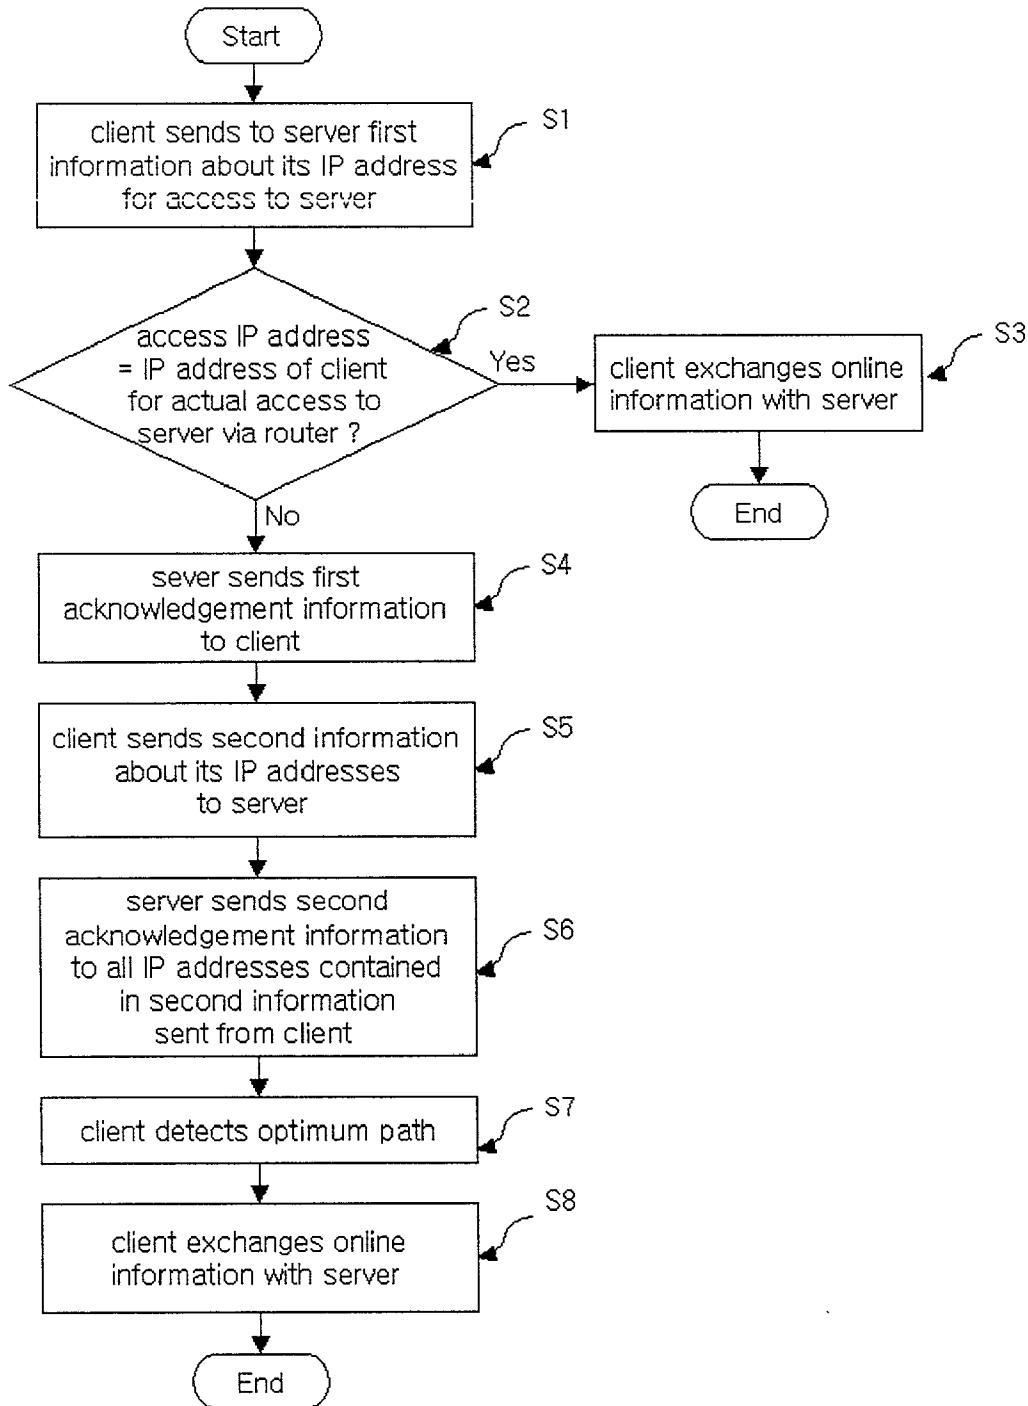 Start
client sends to server first
information about its IP address
for access to server
S1
access IP address
= IP address of client
for actual access to
server via router ?
S2
Yes
client exchanges online
information with server
S3
End
No
sever sends first
acknowledgement information
to client
S4
client sends second information
about its IP addresses
to server
S5
server sends second
acknowledgement information
to all IP addresses contained
in second information
sent from client
S6
client detects optimum path
S7
client exchanges online
information with server
S8
End